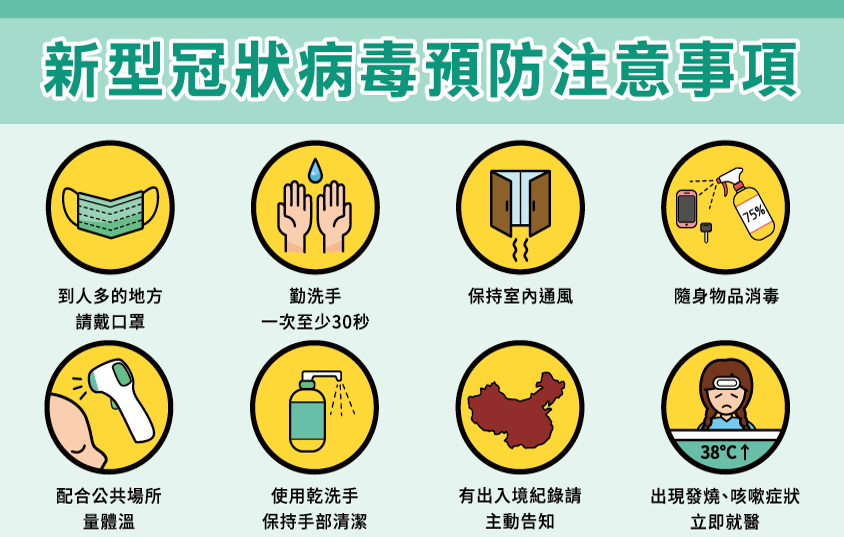 新型冠狀病毒預防注意事項
75%
到人多的地方
請戴口罩
勤洗手
一次至少30秒
保持室內通風
隨身物品消毒
38°C↑
配合公共場所
量體溫
使用乾洗手
保持手部清潔
有出入境紀錄請
主動告知
出現發燒、咳嗽症狀
立即就醫